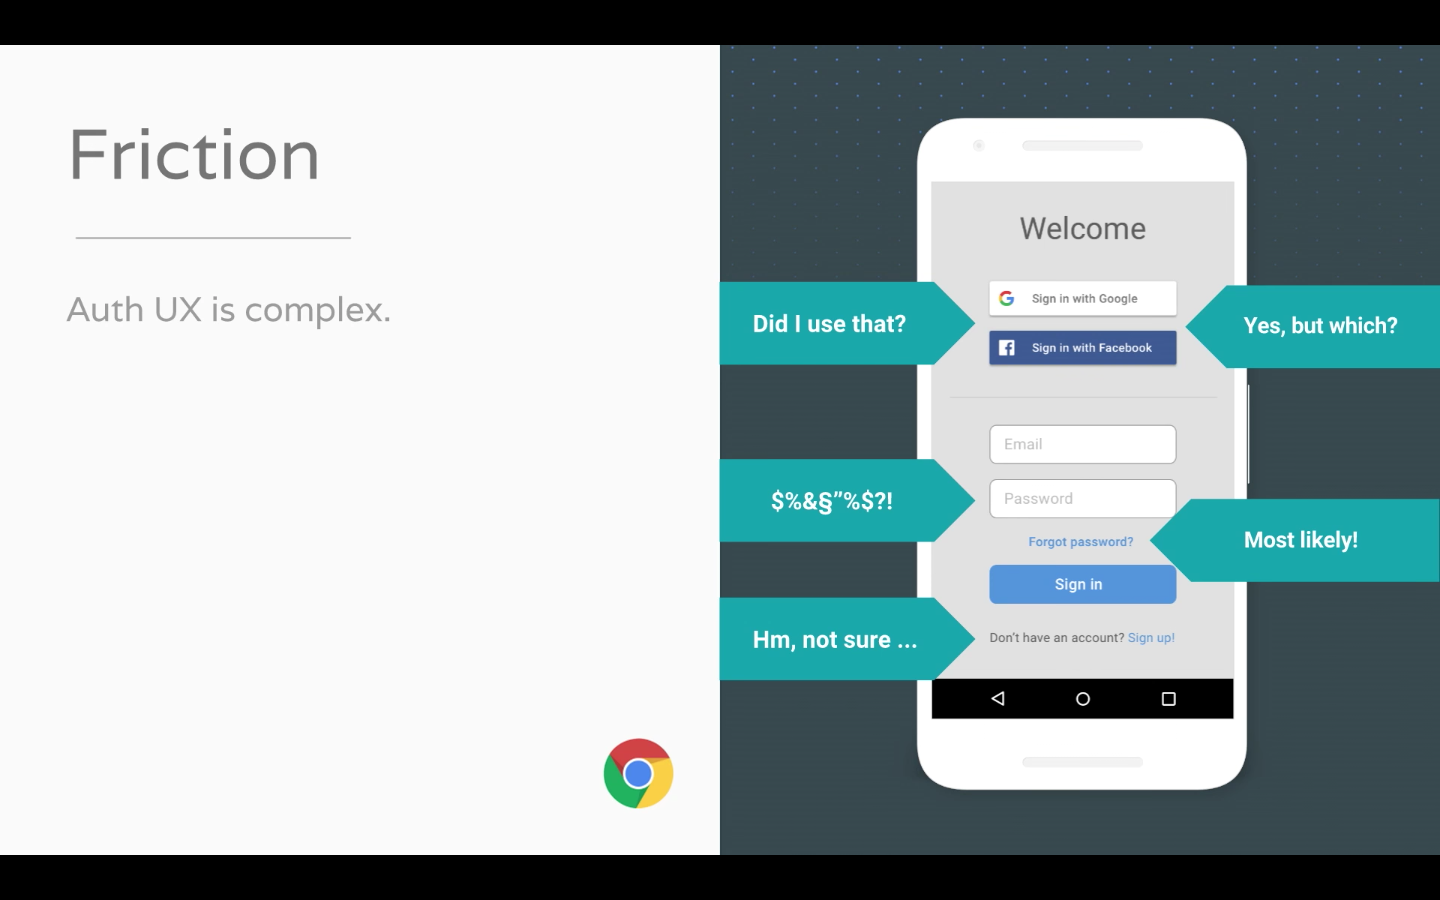 Friction
Auth UX is complex.
Welcome
Sign in with Google
Did I use that?
Yes, but which?
Sign in with Facebook
Email
$%&§”%$?!
Password
Forgot password?
Most likely!
Sign in
Hm, not sure ...
Don't have an account? Sign up!